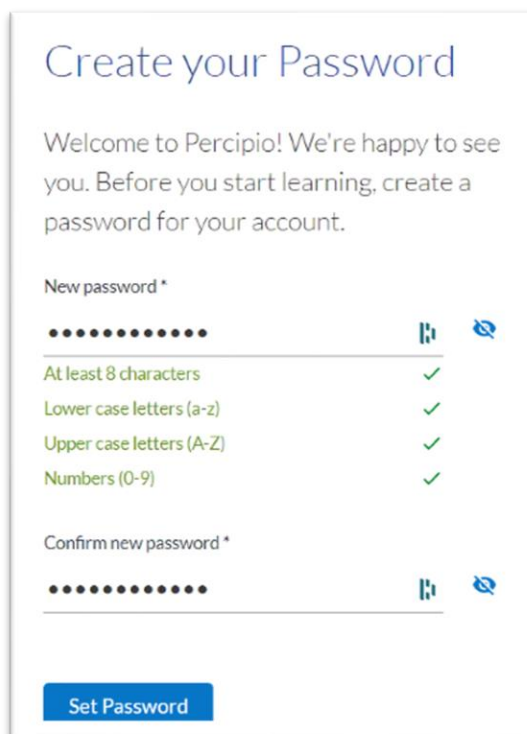 Create your Password
Welcome to Percipio! We're happy to see
you. Before you start learning, create a
password for your account.
New password *
••••••••••••
At least 8 characters
Lower case letters (a-z)
Upper case letters (A-Z)
Numbers (0-9)
Confirm new password *
••••••••••••
Set Password